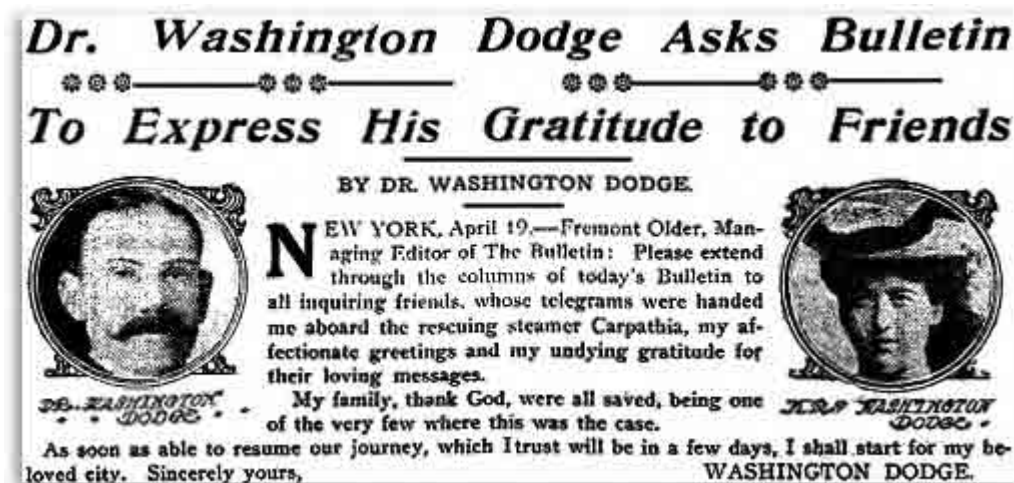 Dr. Washington Dodge Asks Bulletin
To Express His Gratitude to Friends
BY DR. WASHINGTON DODGE.
NEW YORK, April 19.—Fremont Older, Man-
aging Editor of The Bulletin: Please extend
through the columns of today's Bulletin to
all inquiring friends, whose telegrams were handed
me aboard the rescuing steamer Carpathia, my af-
fectionate greetings and my undying gratitude for
their loving messages.
My family, thank God, were all saved, being one
of the very few where this was the case.
DR. WASHINGTON
DODGE
MRS WASHINGTON
DODGE
As soon as able to resume our journey, which I trust will be in a few days, I shall start for my be-
loved city. Sincerely yours, WASHINGTON DODGE.